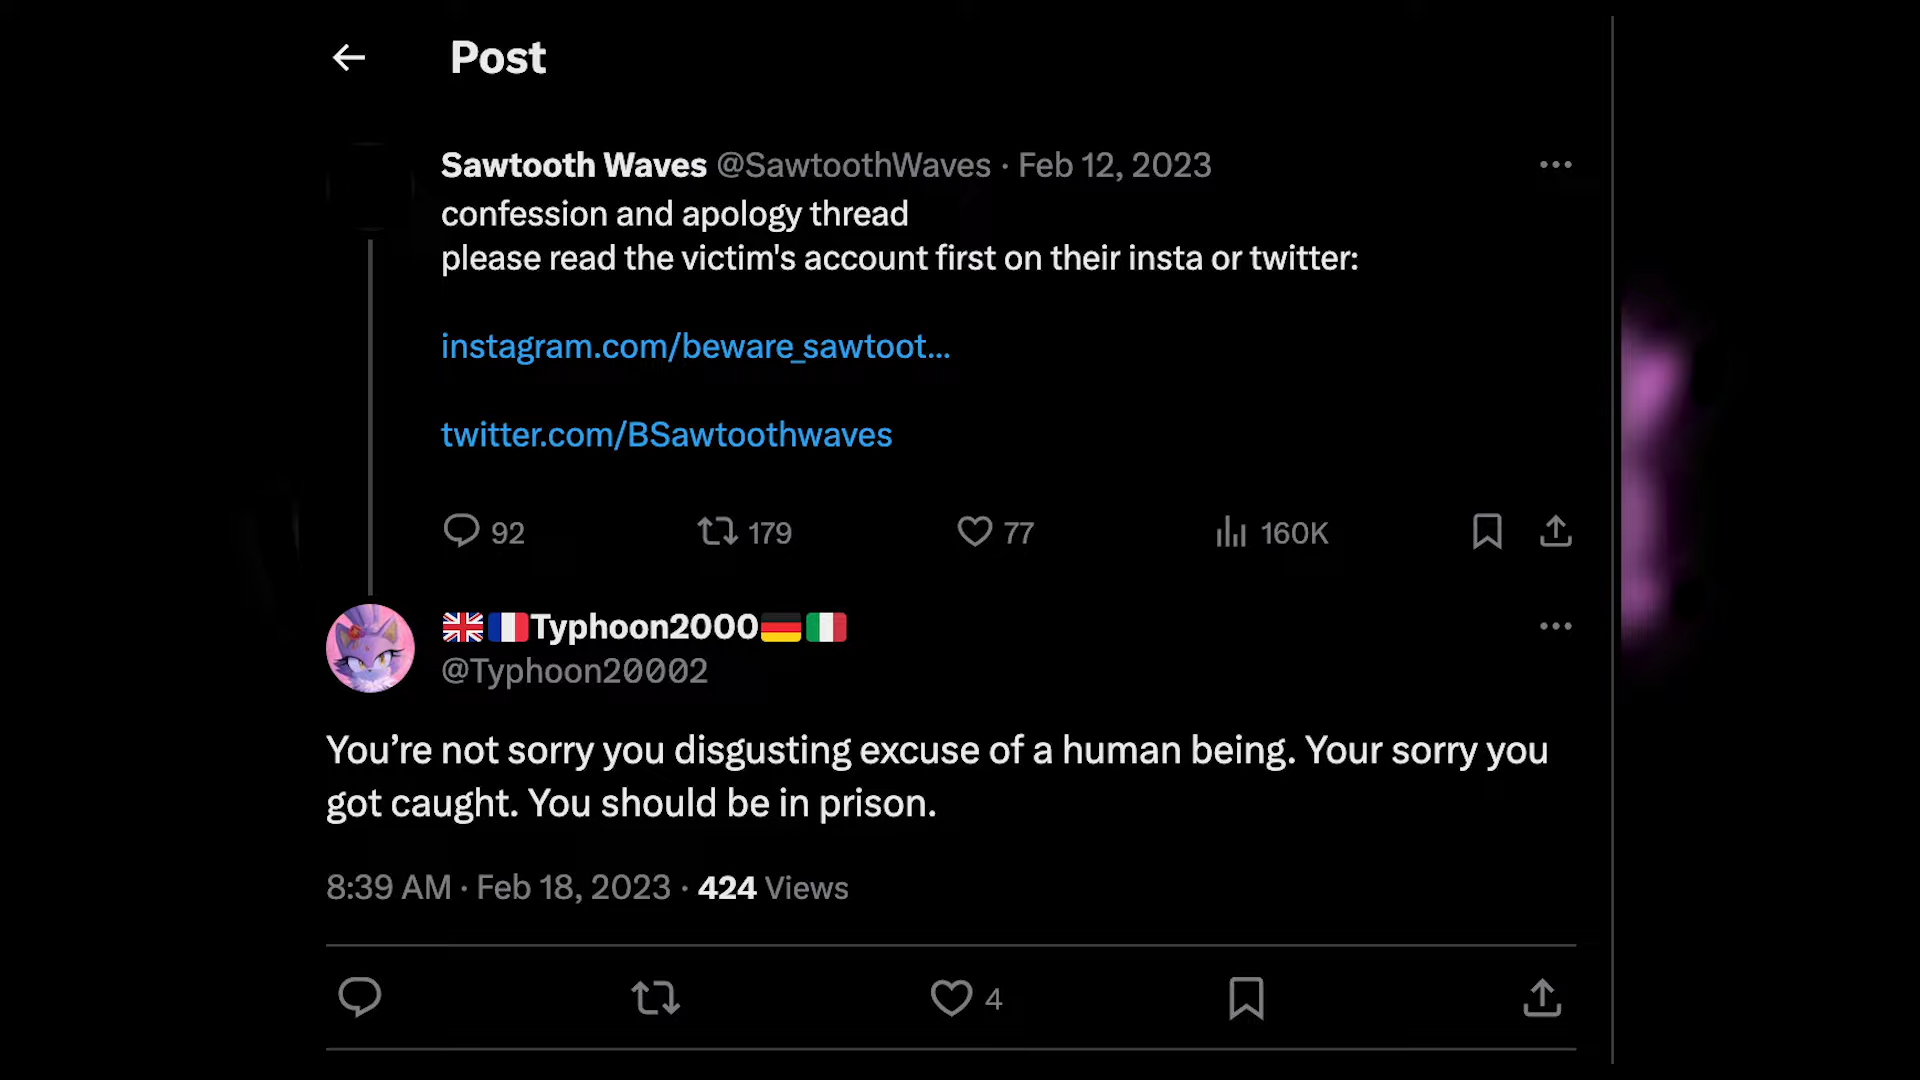 Post
Sawtooth Waves @SawtoothWaves · Feb 12, 2023
confession and apology thread
please read the victim's account first on their insta or twitter:
instagram.com/beware_sawtoot...
twitter.com/BSawtoothwaves
92 179 77 160K
🇬🇧🇫🇷Typhoon2000🇩🇪🇮🇹
@Typhoon20002
You’re not sorry you disgusting excuse of a human being. Your sorry you
got caught. You should be in prison.
8:39 AM · Feb 18, 2023 · 424 Views
4